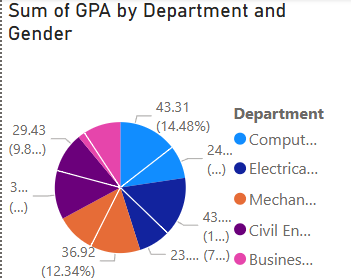 Sum of GPA by Department and
Gender
43.31
(14.48%)
24....
(...)
43....
(1...)
23.... (7...)
36.92
(12.34%)
3...
(...)
29.43
(9.8...)
Department
Comput...
Electrica...
Mechan...
Civil En...
Busines...